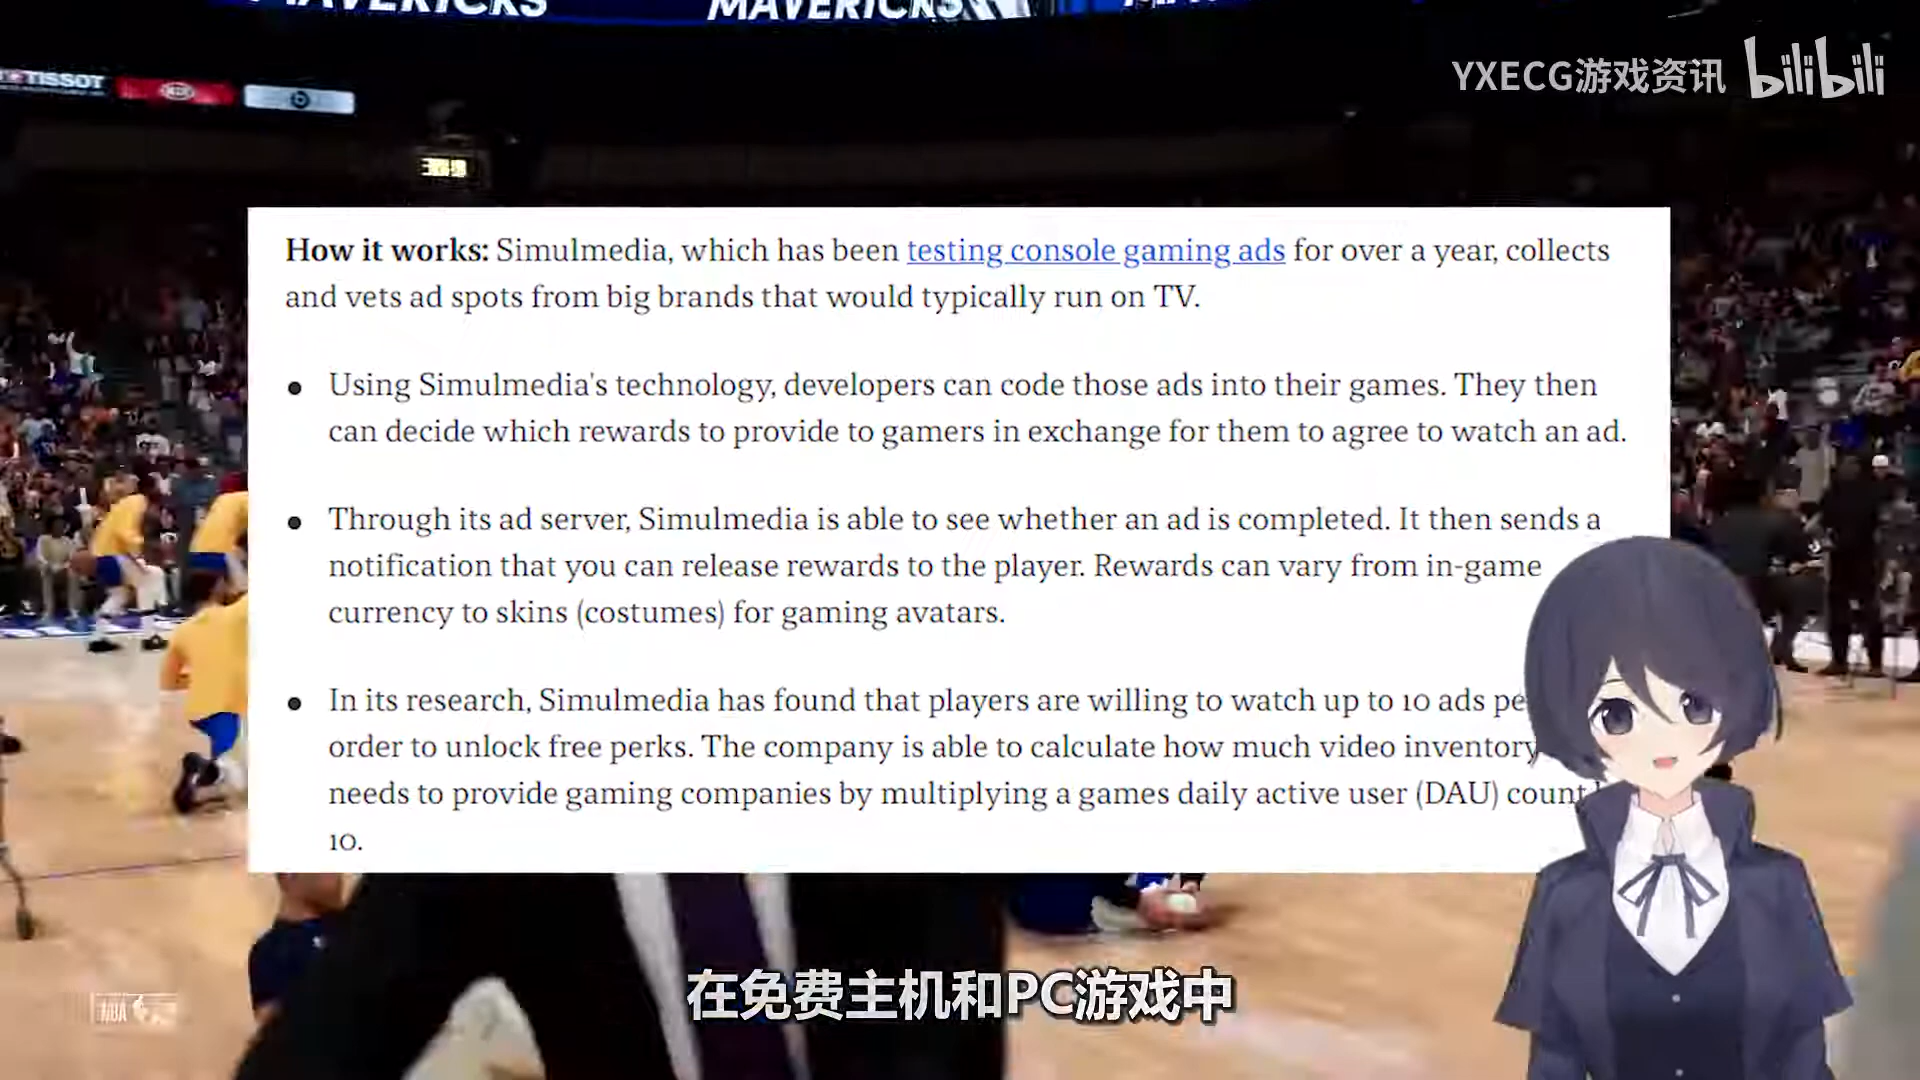 MAVERICKS
MAVERICKS
TISSOT
YXECG游戏资讯 bilibili
How it works: Simulmedia, which has been testing console gaming ads for over a year, collects
and vets ad spots from big brands that would typically run on TV.
• Using Simulmedia's technology, developers can code those ads into their games. They then
can decide which rewards to provide to gamers in exchange for them to agree to watch an ad.
• Through its ad server, Simulmedia is able to see whether an ad is completed. It then sends a
notification that you can release rewards to the player. Rewards can vary from in-game
currency to skins (costumes) for gaming avatars.
• In its research, Simulmedia has found that players are willing to watch up to 10 ads
order to unlock free perks. The company is able to calculate how much video inventory
needs to provide gaming companies by multiplying a games daily active user (DAU) count
10.
在免费主机和PC游戏中
NBA